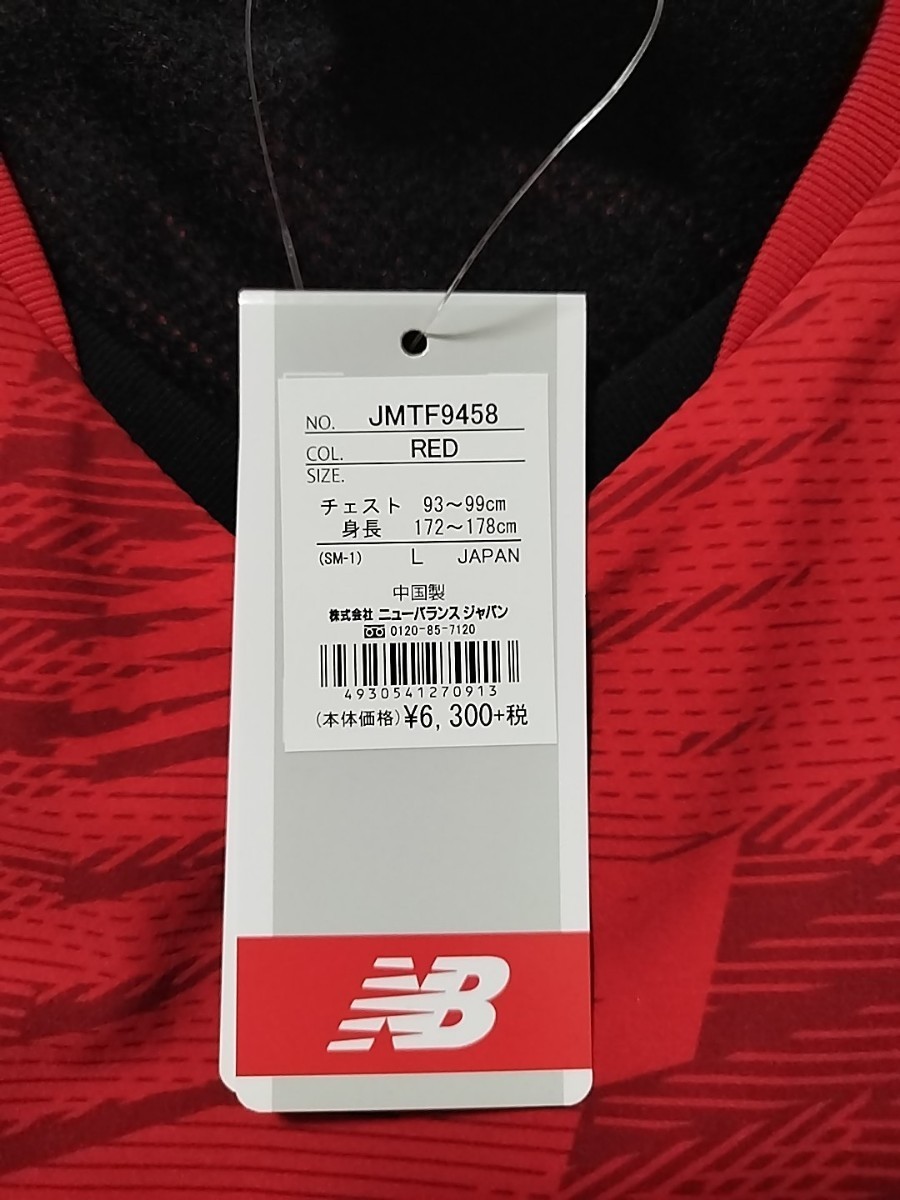 NO. JMTF9458
COL. RED
SIZE.
チェスト 93～99cm
身長 172～178cm
(SM-1) L JAPAN
中国製
株式会社 ニューバランス ジャパン
0120-85-7120
4930541270913
(本体価格)¥6,300+税
NB